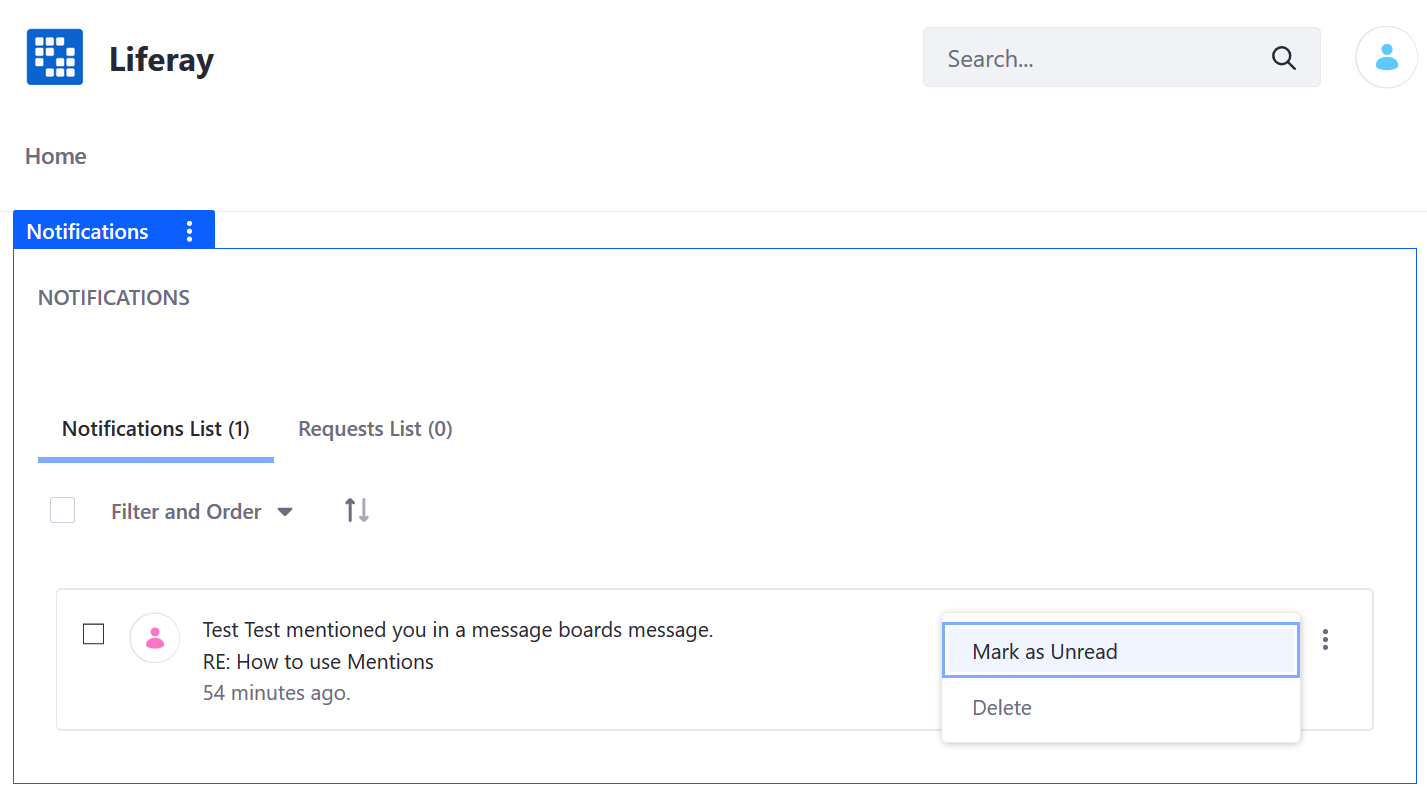 Liferay
Search...
Home
Notifications
NOTIFICATIONS
Notifications List (1)
Requests List (0)
Filter and Order
Test Test mentioned you in a message boards message.
RE: How to use Mentions
54 minutes ago.
Mark as Unread
Delete